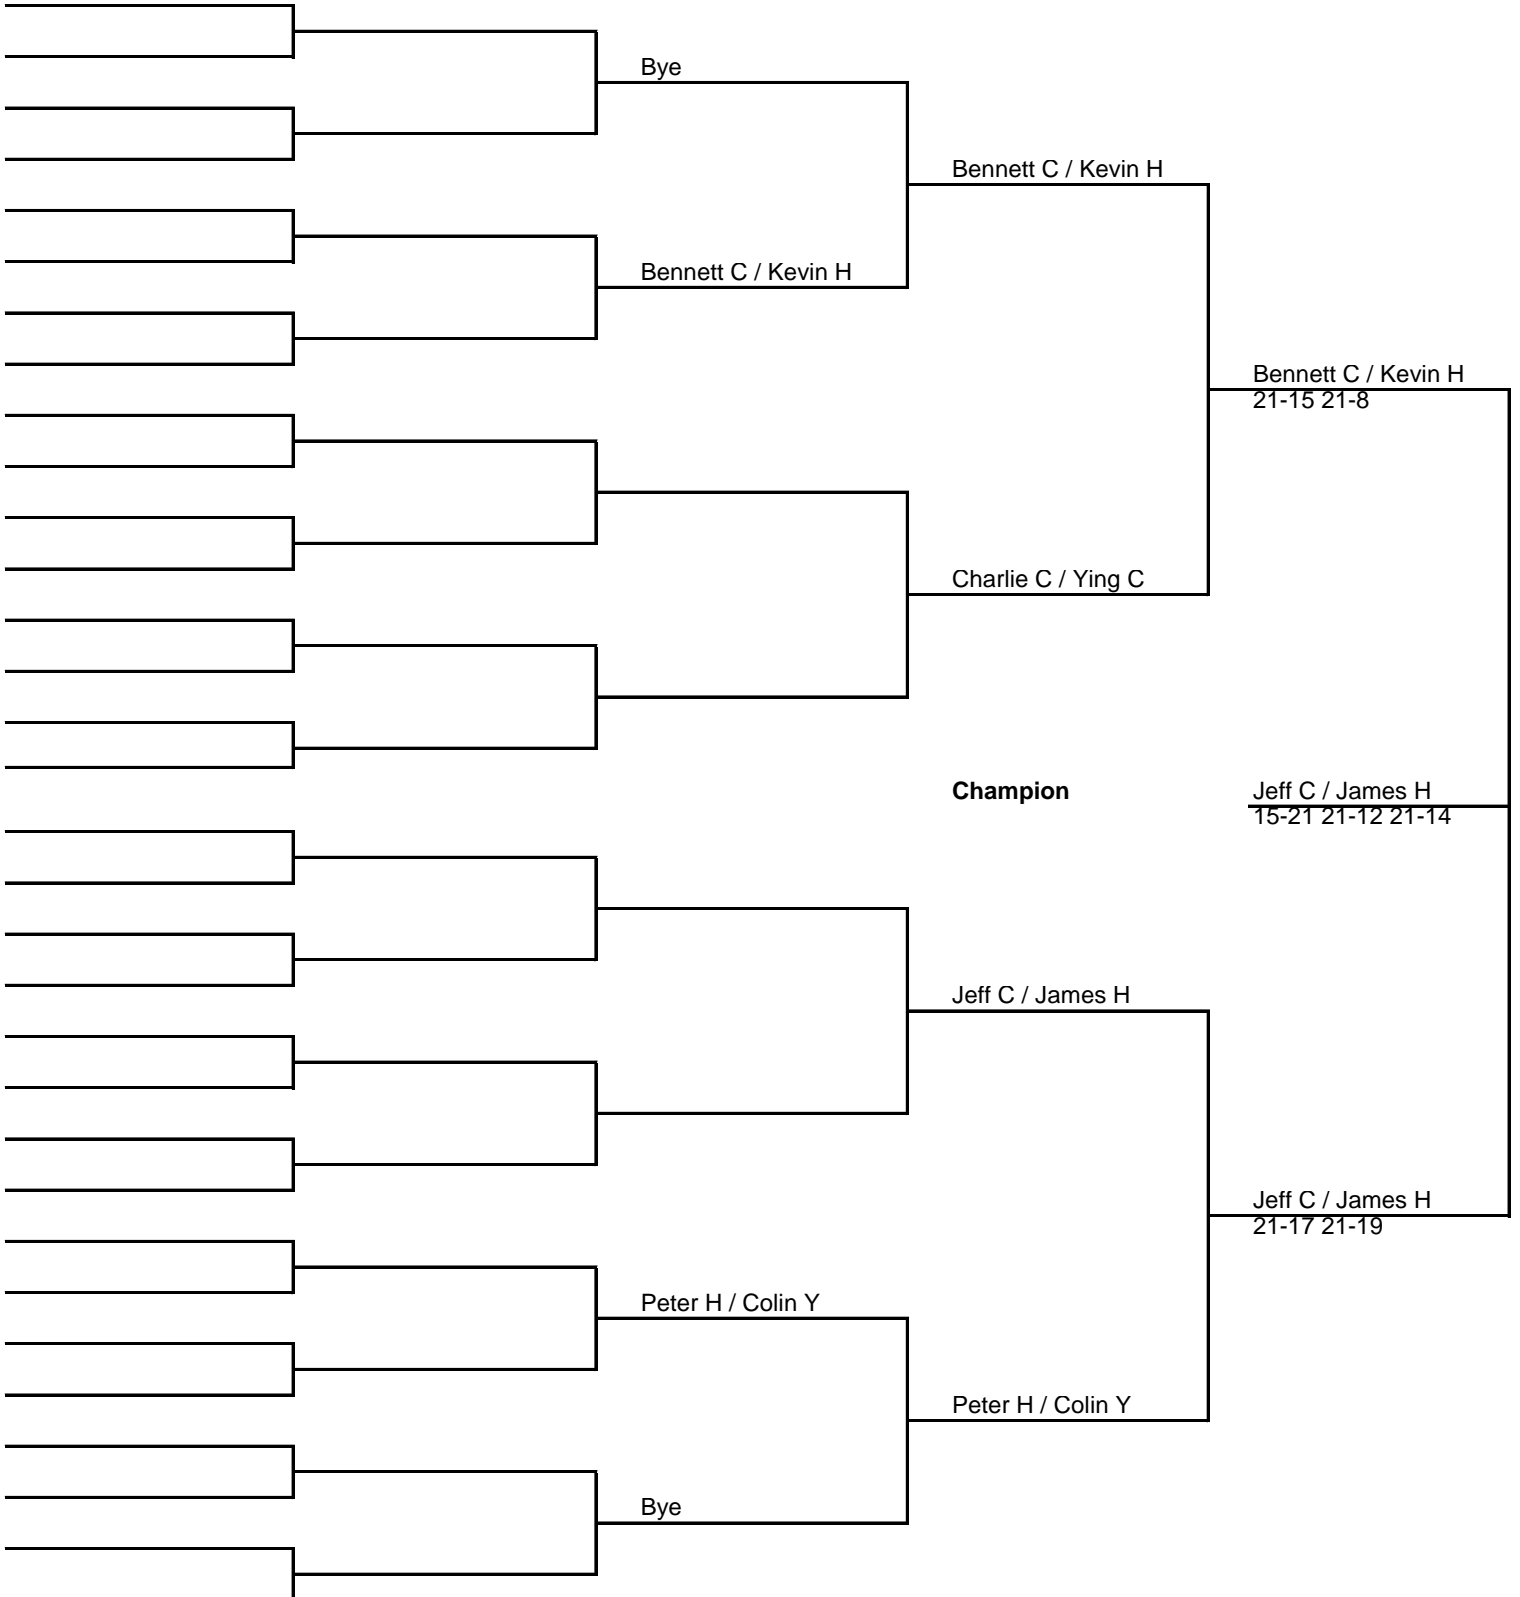 Bye
Bennett C / Kevin H
Bennett C / Kevin H
Bennett C / Kevin H
21-15 21-8
Charlie C / Ying C
Champion
Jeff C / James H
15-21 21-12 21-14
Jeff C / James H
Jeff C / James H
21-17 21-19
Peter H / Colin Y
Peter H / Colin Y
Bye